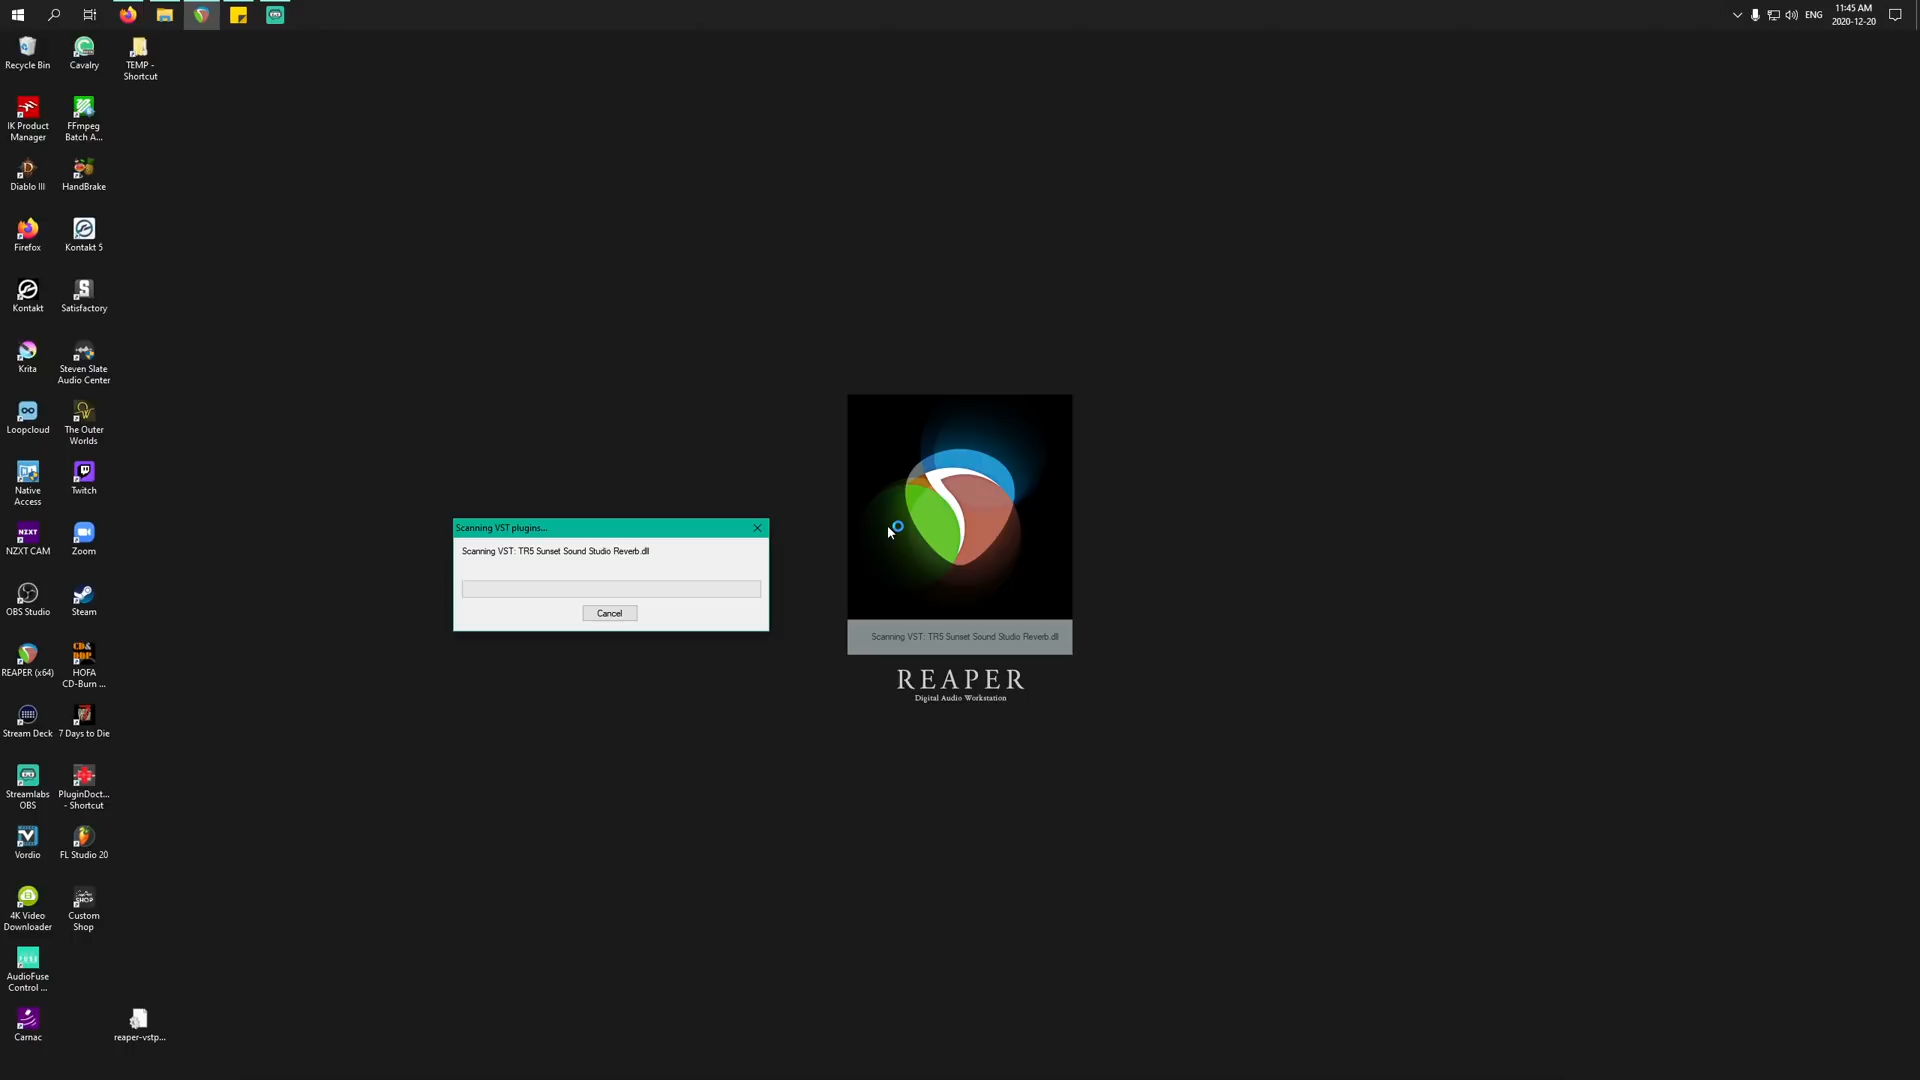 ENG
11:45 AM
2020-12-20
Recycle Bin
Cavalry
TEMP -
Shortcut
IK Product
Manager
FFmpeg
Batch A...
Diablo III
HandBrake
Firefox
Kontakt 5
Kontakt
Satisfactory
Krita
Steven Slate
Audio Center
Loopcloud
The Outer
Worlds
Native
Access
Twitch
NZXT
NZXT CAM
Zoom
OBS Studio
Steam
REAPER (x64)
CD&
DDP
HOFA
CD-Burn ...
Stream Deck
7 Days to Die
Streamlabs
OBS
PluginDoct...
- Shortcut
Vordio
FL Studio 20
4K Video
Downloader
SHOP
Custom
Shop
AudioFuse
Control ...
Carnac
reaper-vstp...
Scanning VST plugins...
Scanning VST: TR5 Sunset Sound Studio Reverb.dll
Cancel
Scanning VST: TR5 Sunset Sound Studio Reverb.dll
REAPER
Digital Audio Workstation